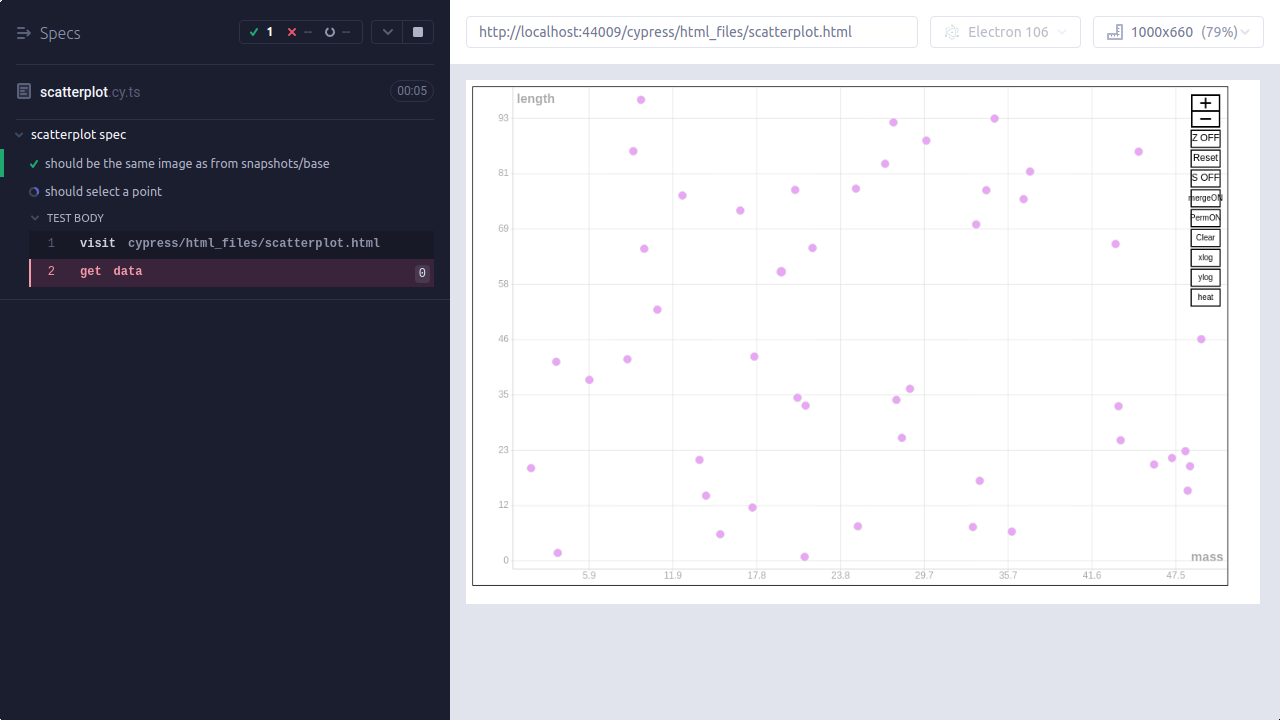 Specs
1
--
--
scatterplot.cy.ts
00:05
scatterplot spec
should be the same image as from snapshots/base
should select a point
TEST BODY
1 visit cypress/html_files/scatterplot.html
2 get data 0
http://localhost:44009/cypress/html_files/scatterplot.html
Electron 106
1000x660 (79%)
length
93
81
69
58
46
35
23
12
0
5.9 11.9 17.8 23.8 29.7 35.7 41.6 47.5
mass
+
−
Z OFF
Reset
S OFF
mergeON
PermON
Clear
xlog
ylog
heat